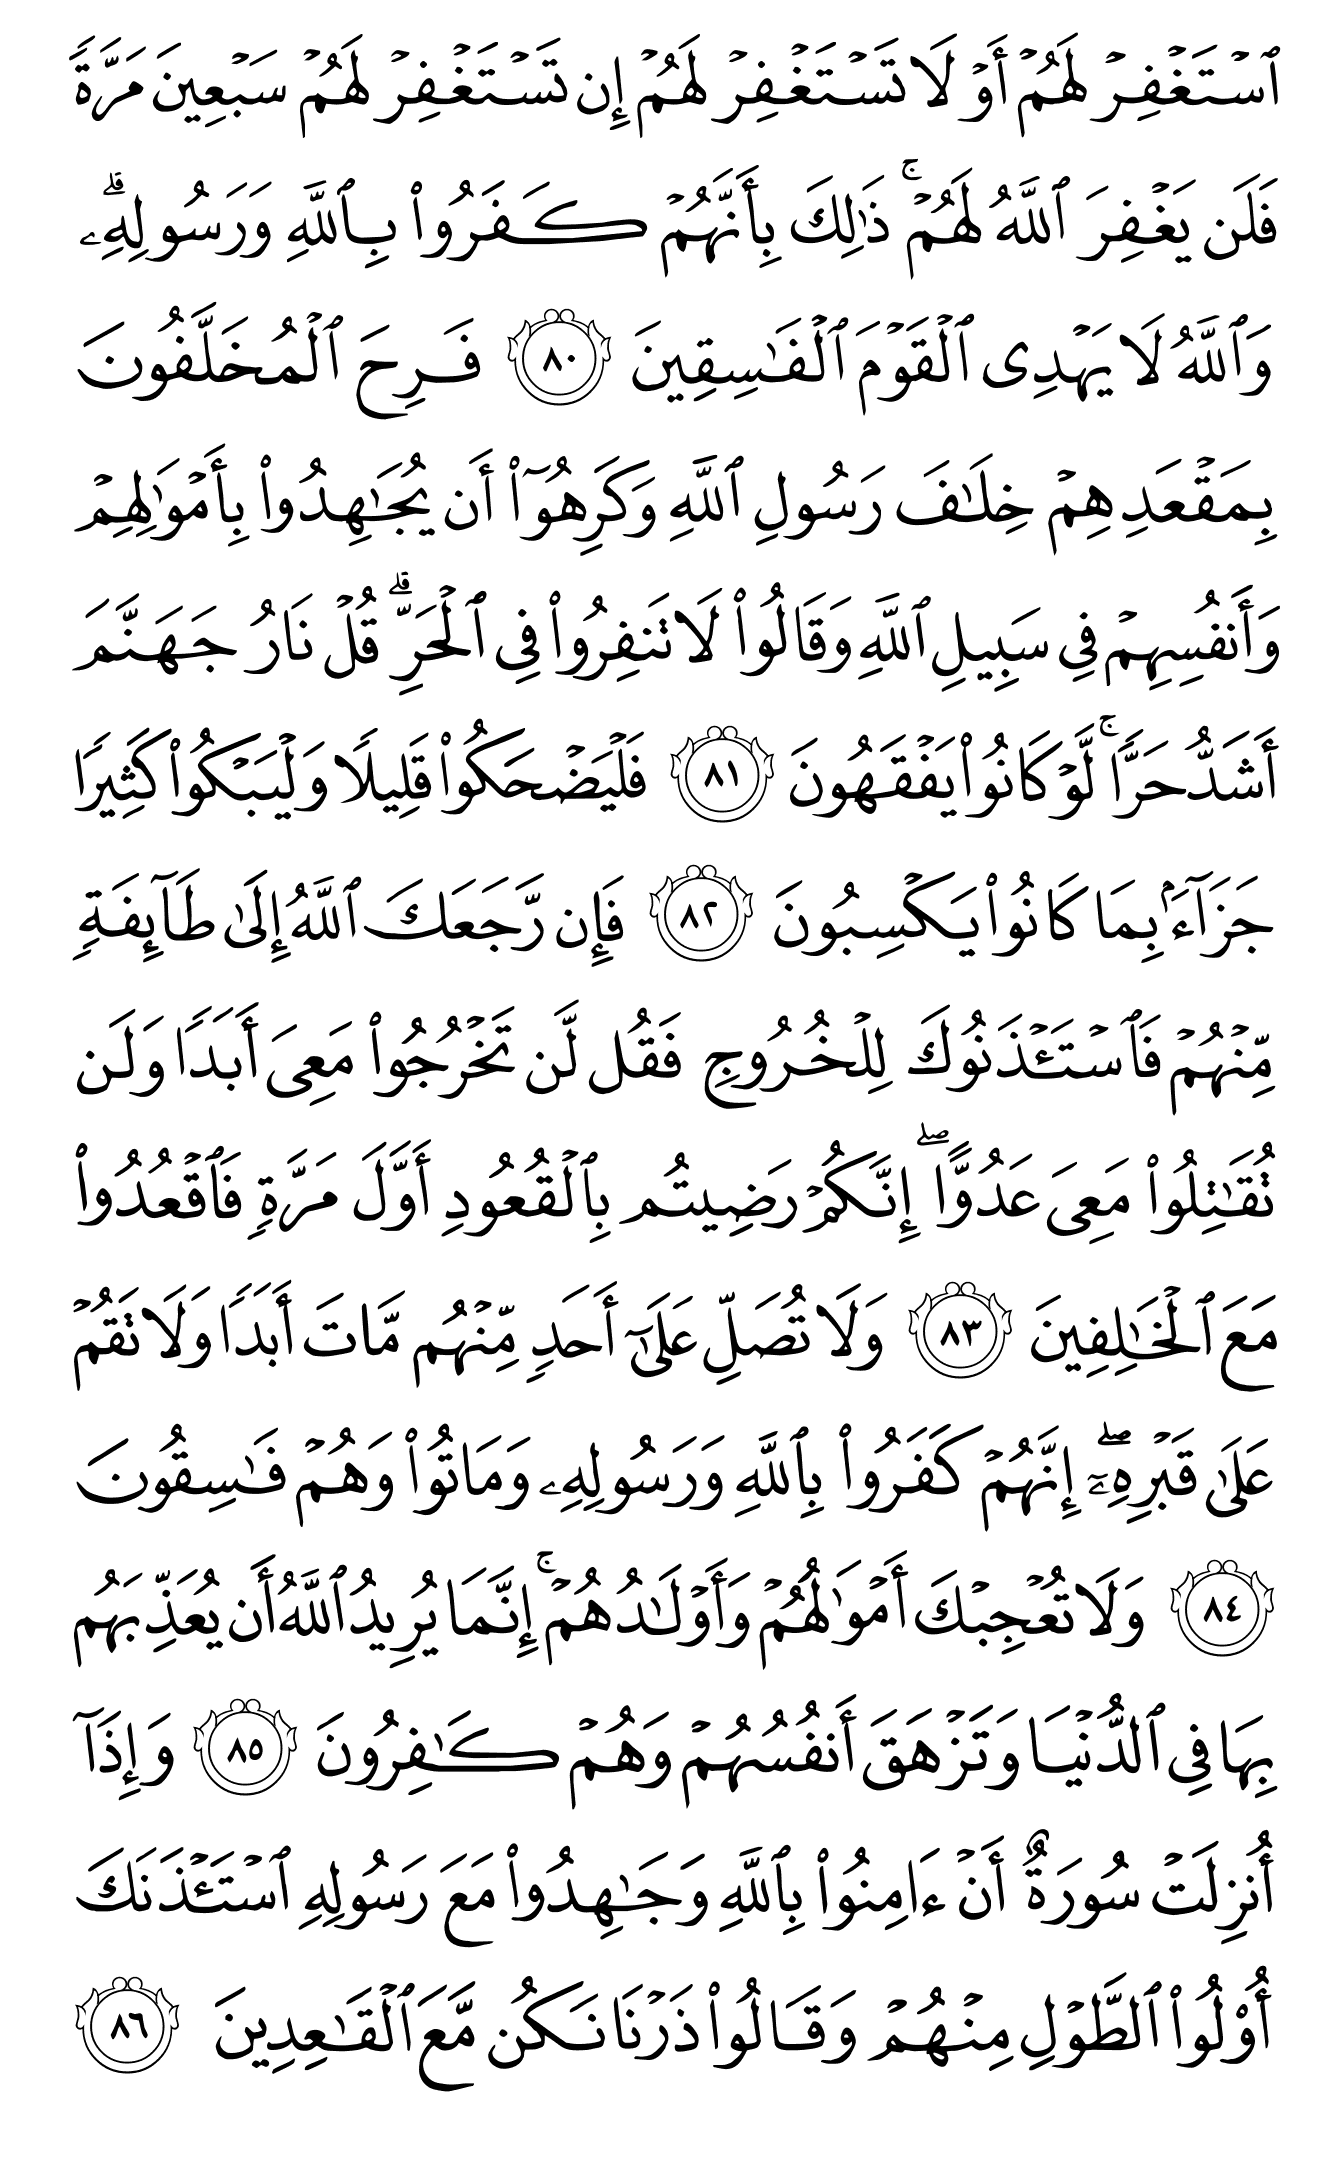 ٱسۡتَغۡفِرۡ لَهُمۡ أَوۡ لَا تَسۡتَغۡفِرۡ لَهُمۡ إِن تَسۡتَغۡفِرۡ لَهُمۡ سَبۡعِينَ مَرَّةٗ
فَلَن يَغۡفِرَ ٱللَّهُ لَهُمۡۚ ذَٰلِكَ بِأَنَّهُمۡ كَفَرُواْ بِٱللَّهِ وَرَسُولِهِۦۗ
وَٱللَّهُ لَا يَهۡدِي ٱلۡقَوۡمَ ٱلۡفَٰسِقِينَ ٨٠ فَرِحَ ٱلۡمُخَلَّفُونَ
بِمَقۡعَدِهِمۡ خِلَٰفَ رَسُولِ ٱللَّهِ وَكَرِهُوٓاْ أَن يُجَٰهِدُواْ بِأَمۡوَٰلِهِمۡ
وَأَنفُسِهِمۡ فِي سَبِيلِ ٱللَّهِ وَقَالُواْ لَا تَنفِرُواْ فِي ٱلۡحَرِّۗ قُلۡ نَارُ جَهَنَّمَ
أَشَدُّ حَرّٗاۚ لَّوۡ كَانُواْ يَفۡقَهُونَ ٨١ فَلۡيَضۡحَكُواْ قَلِيلٗا وَلۡيَبۡكُواْ كَثِيرٗا
جَزَآءَۢ بِمَا كَانُواْ يَكۡسِبُونَ ٨٢ فَإِن رَّجَعَكَ ٱللَّهُ إِلَىٰ طَآئِفَةٖ
مِّنۡهُمۡ فَٱسۡتَـٔۡذَنُوكَ لِلۡخُرُوجِ فَقُل لَّن تَخۡرُجُواْ مَعِيَ أَبَدٗا وَلَن
تُقَٰتِلُواْ مَعِيَ عَدُوًّاۖ إِنَّكُمۡ رَضِيتُم بِٱلۡقُعُودِ أَوَّلَ مَرَّةٖ فَٱقۡعُدُواْ
مَعَ ٱلۡخَٰلِفِينَ ٨٣ وَلَا تُصَلِّ عَلَىٰٓ أَحَدٖ مِّنۡهُم مَّاتَ أَبَدٗا وَلَا تَقُمۡ
عَلَىٰ قَبۡرِهِۦٓۖ إِنَّهُمۡ كَفَرُواْ بِٱللَّهِ وَرَسُولِهِۦ وَمَاتُواْ وَهُمۡ فَٰسِقُونَ
٨٤ وَلَا تُعۡجِبۡكَ أَمۡوَٰلُهُمۡ وَأَوۡلَٰدُهُمۡۚ إِنَّمَا يُرِيدُ ٱللَّهُ أَن يُعَذِّبَهُم
بِهَا فِي ٱلدُّنۡيَا وَتَزۡهَقَ أَنفُسُهُمۡ وَهُمۡ كَٰفِرُونَ ٨٥ وَإِذَآ
أُنزِلَتۡ سُورَةٌ أَنۡ ءَامِنُواْ بِٱللَّهِ وَجَٰهِدُواْ مَعَ رَسُولِهِ ٱسۡتَـٔۡذَنَكَ
أُوْلُواْ ٱلطَّوۡلِ مِنۡهُمۡ وَقَالُواْ ذَرۡنَا نَكُن مَّعَ ٱلۡقَٰعِدِينَ ٨٦